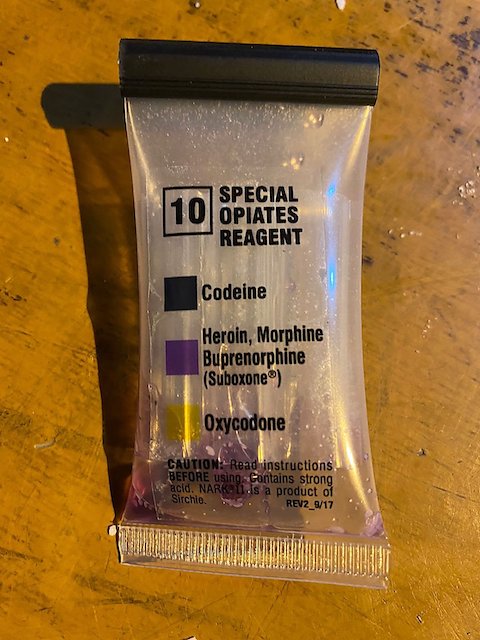 10
SPECIAL
OPIATES
REAGENT
Codeine
Heroin, Morphine
Buprenorphine
(Suboxone®)
Oxycodone
CAUTION: Read instructions
BEFORE using. Contains strong
acid. NARK® II is a product of
Sirchie.
REV2_9/17